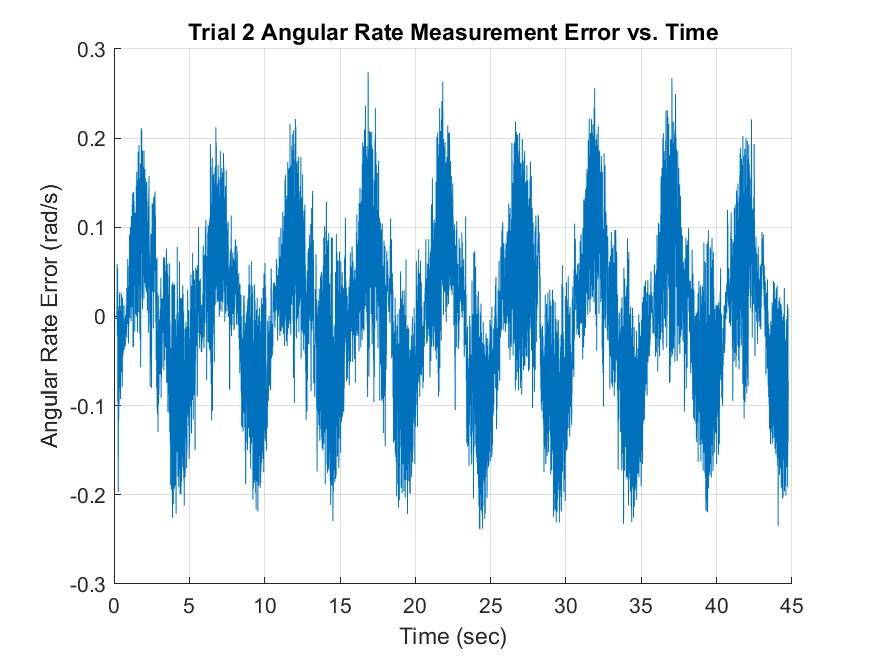 Trial 2 Angular Rate Measurement Error vs. Time
0.3
0.2
0.1
0
-0.1
-0.2
-0.3
Angular Rate Error (rad/s)
0 5 10 15 20 25 30 35 40 45
Time (sec)